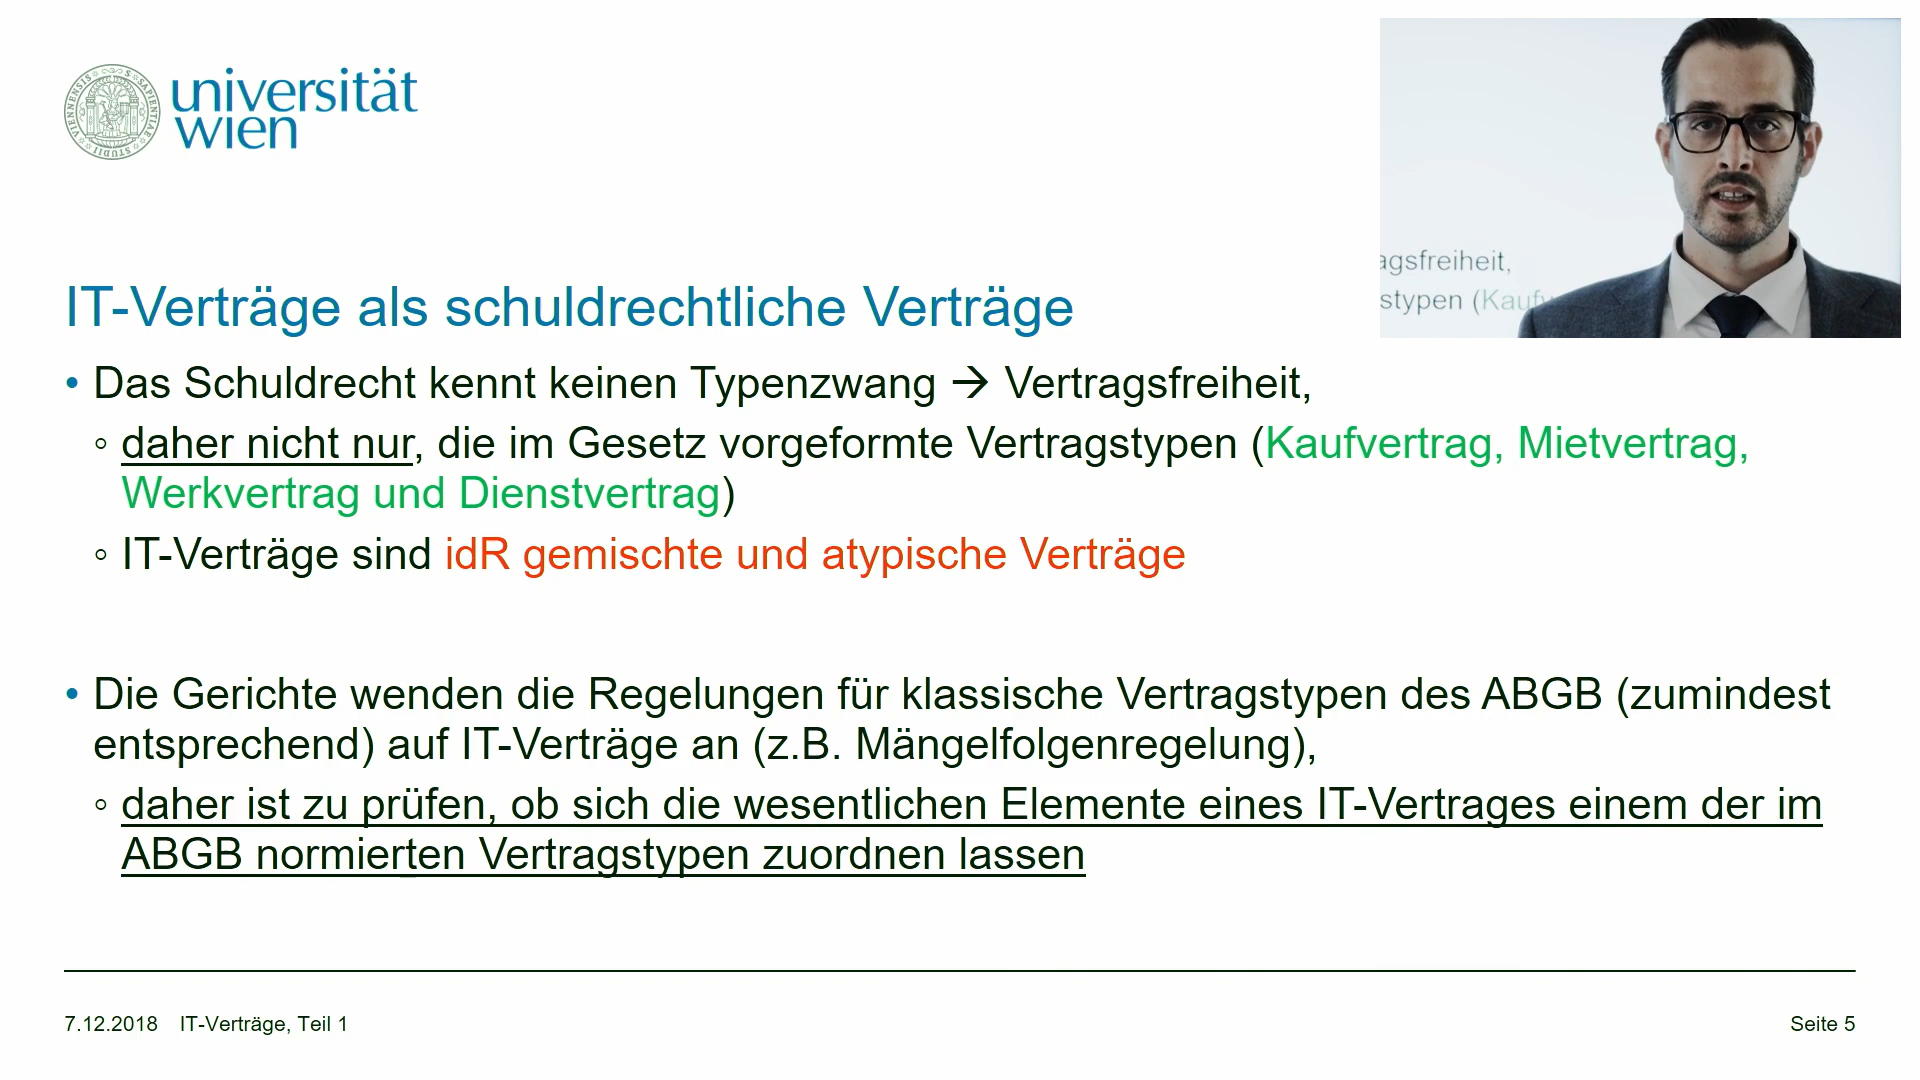 universität
wien
STUDII VIENNENSIS SAPIENTIAE
agsfreiheit,
stypen (Kaufv
IT-Verträge als schuldrechtliche Verträge
• Das Schuldrecht kennt keinen Typenzwang → Vertragsfreiheit,
◦ daher nicht nur, die im Gesetz vorgeformte Vertragstypen (Kaufvertrag, Mietvertrag,
Werkvertrag und Dienstvertrag)
◦ IT-Verträge sind idR gemischte und atypische Verträge
• Die Gerichte wenden die Regelungen für klassische Vertragstypen des ABGB (zumindest
entsprechend) auf IT-Verträge an (z.B. Mängelfolgenregelung),
◦ daher ist zu prüfen, ob sich die wesentlichen Elemente eines IT-Vertrages einem der im
ABGB normierten Vertragstypen zuordnen lassen
7.12.2018 IT-Verträge, Teil 1
Seite 5